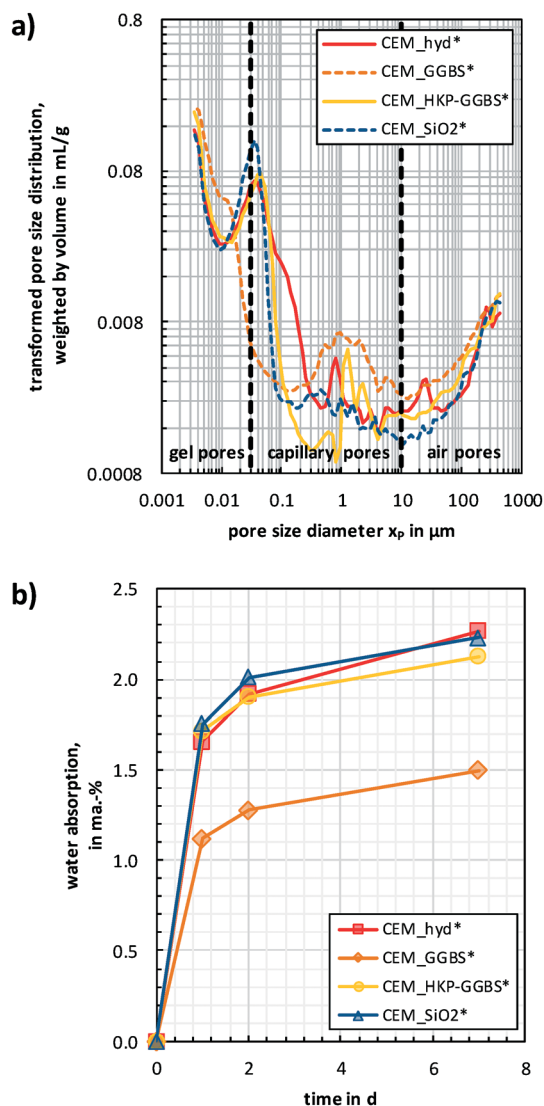 a)
transformed pore size distribution,
weighted by volume in mL/g
0.8
0.08
0.008
0.0008
CEM_hyd*
CEM_GGBS*
CEM_HKP-GGBS*
CEM_SiO2*
gel pores
capillary pores
air pores
0.001
0.01
0.1
1
10
100
1000
pore size diameter xₚ in µm
b)
water absorption,
in ma.-%
2.5
2.0
1.5
1.0
0.5
0.0
CEM_hyd*
CEM_GGBS*
CEM_HKP-GGBS*
CEM_SiO2*
0
2
4
6
8
time in d